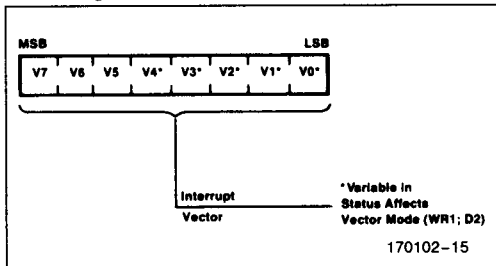 MSB LSB
V7 V6 V5 V4* V3* V2* V1* V0*
Interrupt
Vector
*Variable in
Status Affects
Vector Mode (WR1; D2)
170102-15